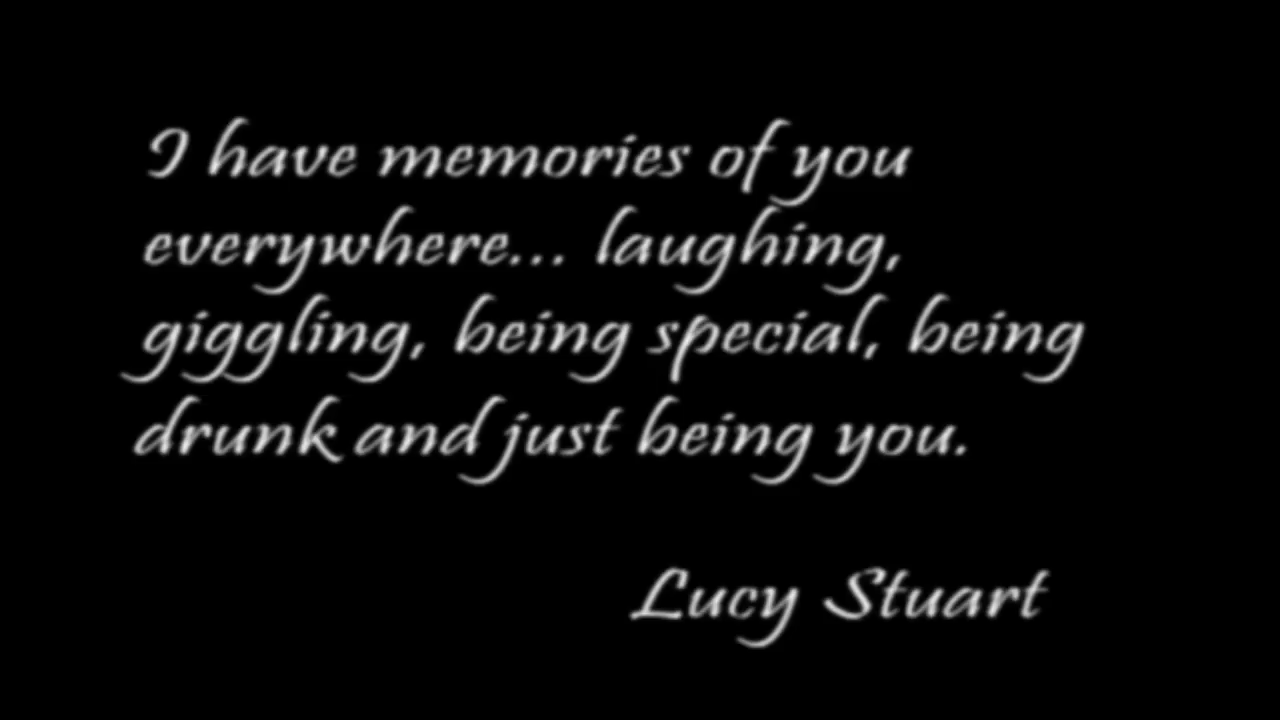 I have memories of you
everywhere... laughing,
giggling, being special, being
drunk and just being you.
Lucy Stuart